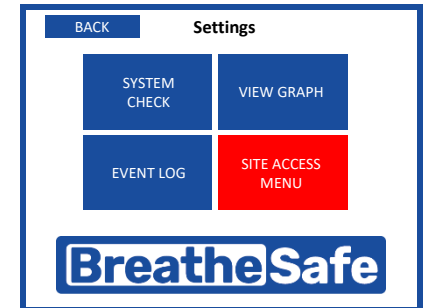 BACK
Settings
SYSTEM
CHECK
VIEW GRAPH
EVENT LOG
SITE ACCESS
MENU
BreatheSafe